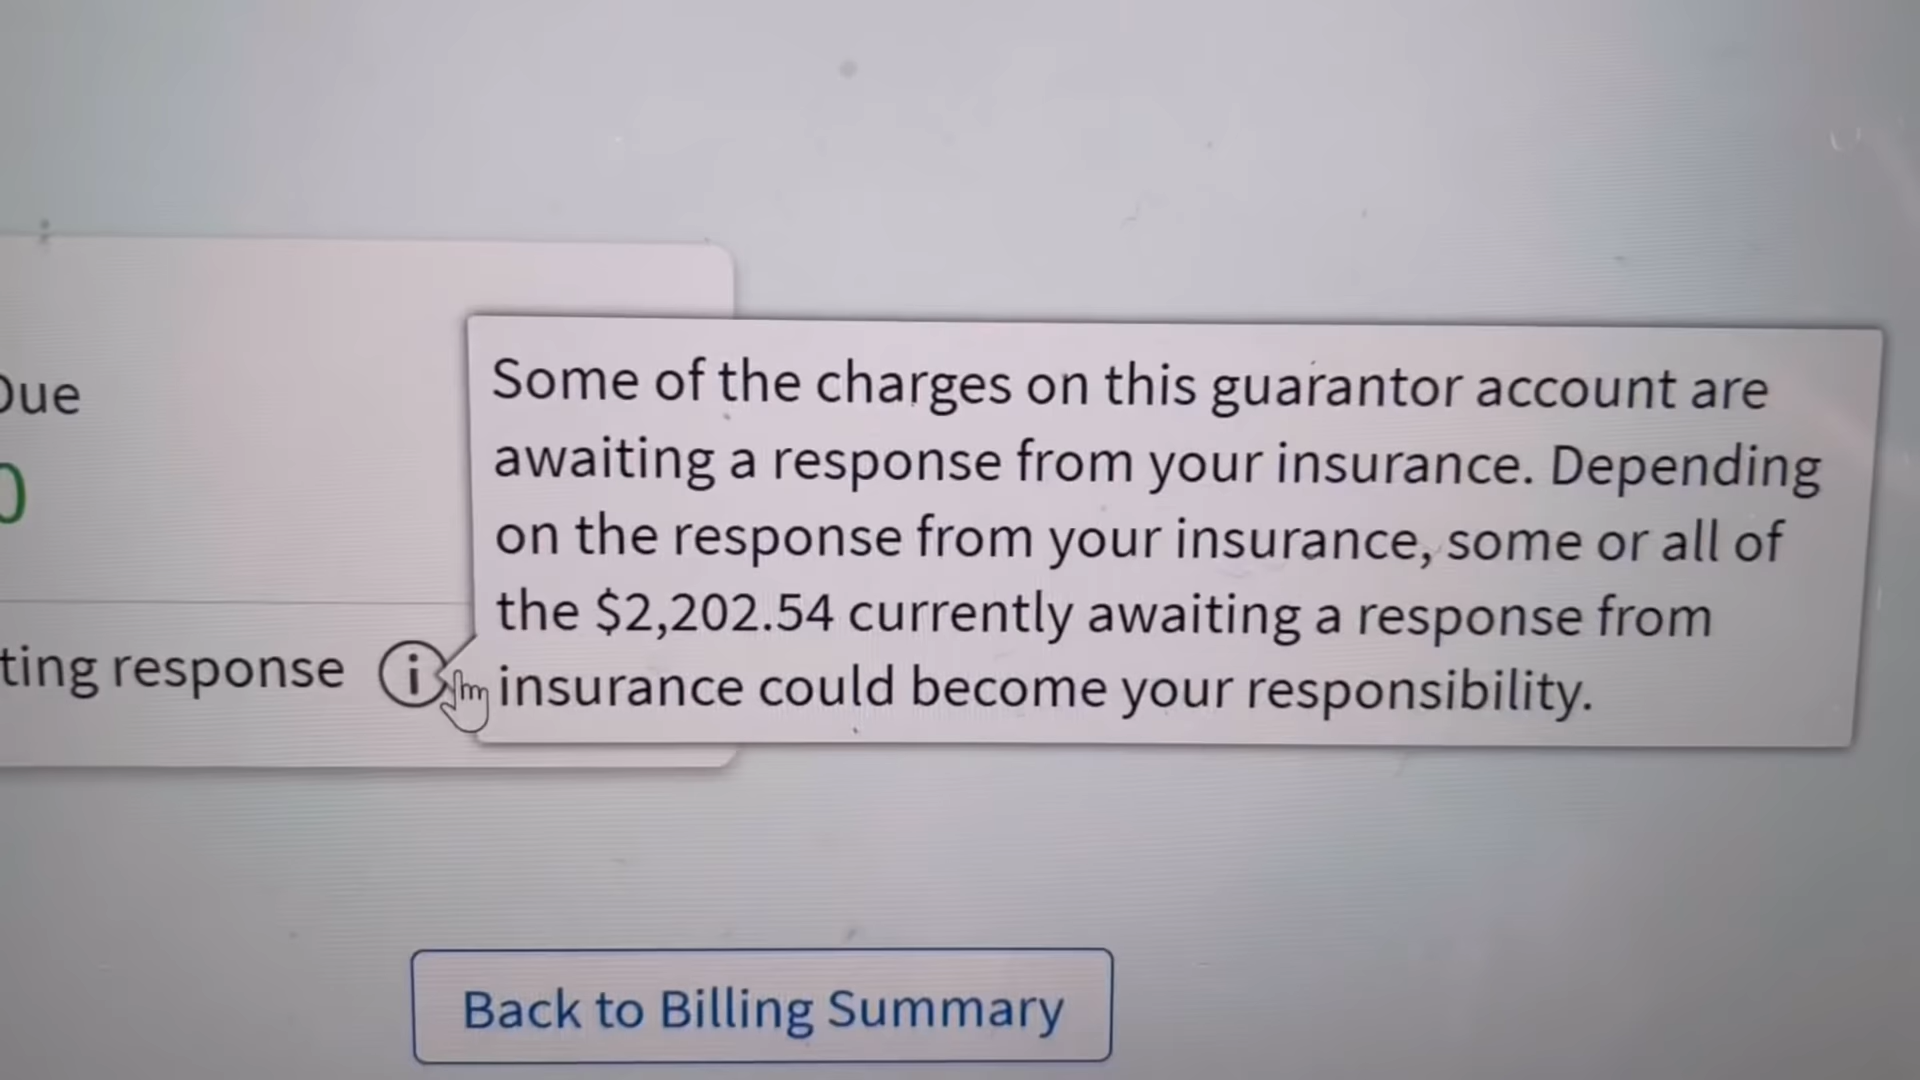 Due
0
Some of the charges on this guarantor account are
awaiting a response from your insurance. Depending
on the response from your insurance, some or all of
the $2,202.54 currently awaiting a response from
insurance could become your responsibility.
ting response
Back to Billing Summary